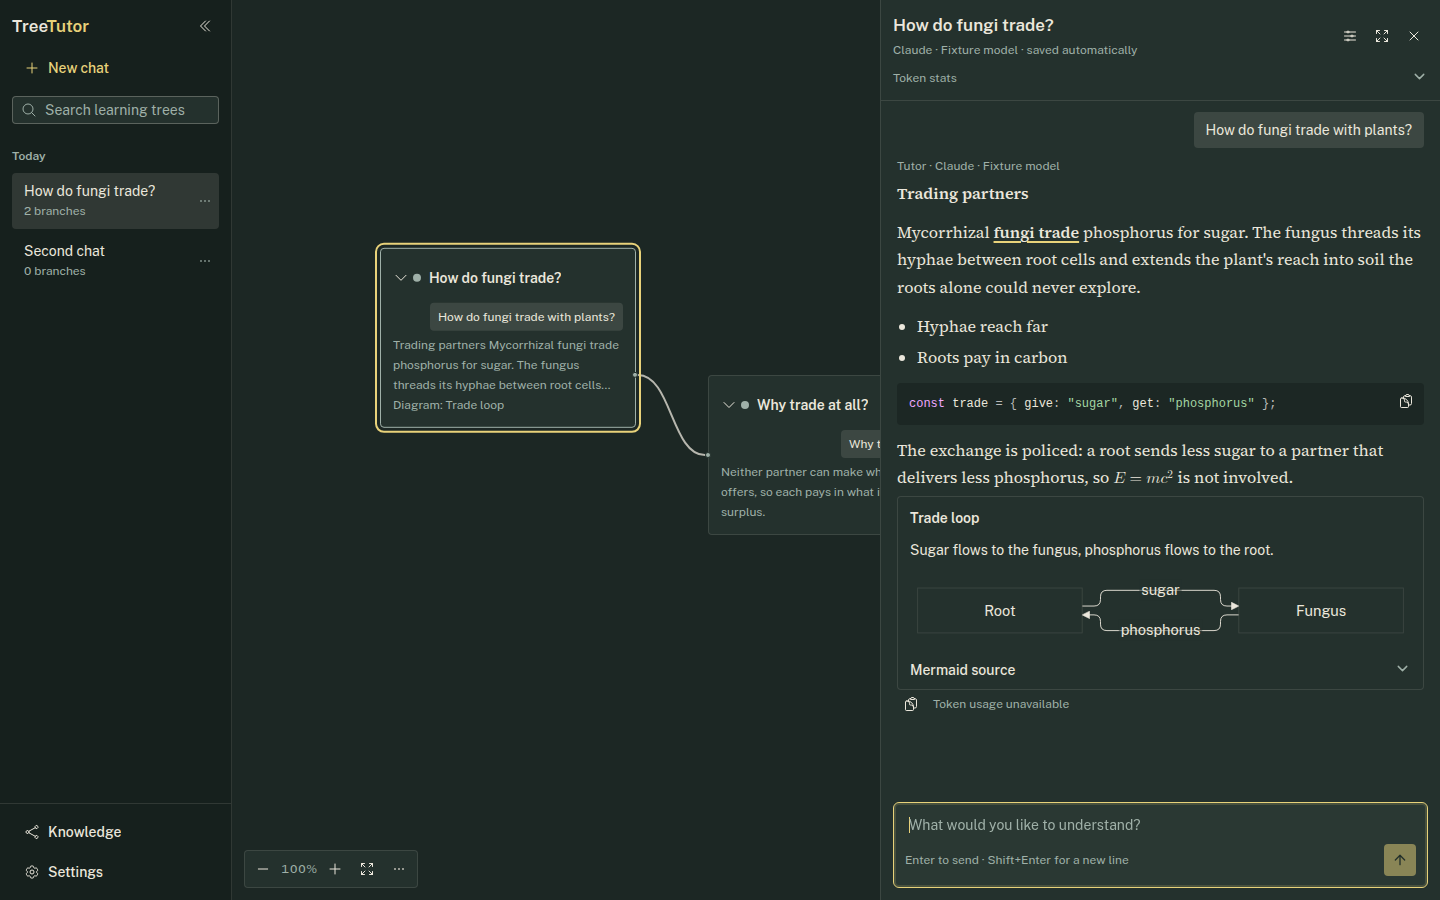 TreeTutor
New chat
Search learning trees
Today
How do fungi trade?
2 branches
Second chat
0 branches
Knowledge
Settings
How do fungi trade?
How do fungi trade with plants?
Trading partners Mycorrhizal fungi trade
phosphorus for sugar. The fungus
threads its hyphae between root cells...
Diagram: Trade loop
Why trade at all?
Why t
Neither partner can make wh
offers, so each pays in what i
surplus.
100%
How do fungi trade?
Claude · Fixture model · saved automatically
Token stats
How do fungi trade with plants?
Tutor · Claude · Fixture model
Trading partners
Mycorrhizal fungi trade phosphorus for sugar. The fungus threads its
hyphae between root cells and extends the plant's reach into soil the
roots alone could never explore.
• Hyphae reach far
• Roots pay in carbon
const trade = { give: "sugar", get: "phosphorus" };
The exchange is policed: a root sends less sugar to a partner that
delivers less phosphorus, so E = mc² is not involved.
Trade loop
Sugar flows to the fungus, phosphorus flows to the root.
sugar
Root
Fungus
phosphorus
Mermaid source
Token usage unavailable
What would you like to understand?
Enter to send · Shift+Enter for a new line